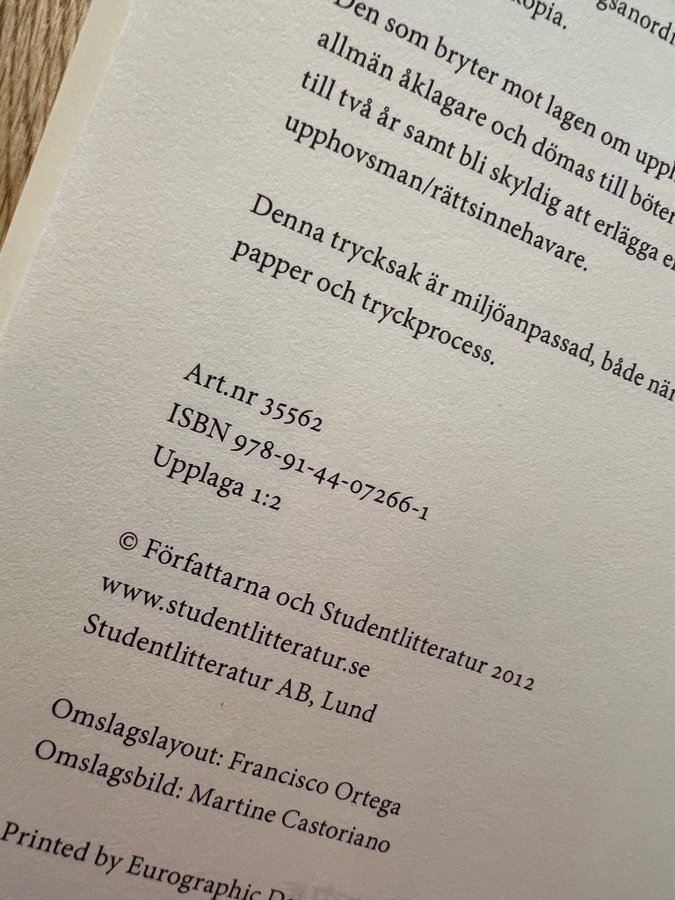 kopia.
Den som bryter mot lagen om
allmän åklagare och dömas till böter
till två år samt bli skyldig att erlägga
upphovsman/rättsinnehavare.
Denna trycksak är miljöanpassad, både när
papper och tryckprocess.
Art.nr 35562
ISBN 978-91-44-07266-1
Upplaga 1:2
© Författarna och Studentlitteratur 2012
www.studentlitteratur.se
Studentlitteratur AB, Lund
Omslagslayout: Francisco Ortega
Omslagsbild: Martine Castoriano
Printed by Eurographic